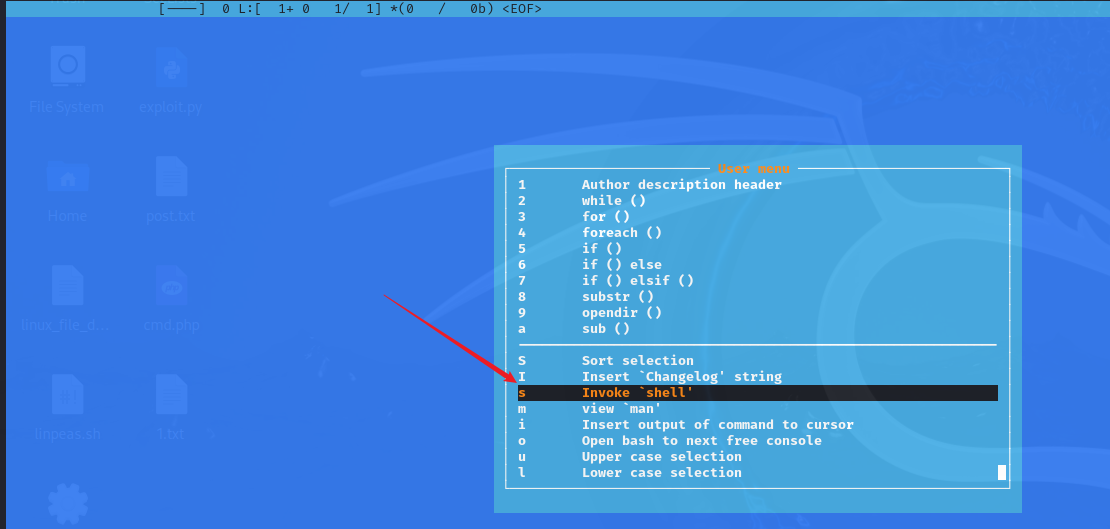 [----]  0 L:[  1+ 0   1/  1] *(0   /   0b) <EOF>
File System
exploit.py
Home
post.txt
linux_file_d...
cmd.php
linpeas.sh
1.txt
User menu
1 Author description header
2 while ()
3 for ()
4 foreach ()
5 if ()
6 if () else
7 if () elsif ()
8 substr ()
9 opendir ()
a sub ()
S Sort selection
I Insert `Changelog' string
s Invoke `shell'
m view `man'
i Insert output of command to cursor
o Open bash to next free console
u Upper case selection
l Lower case selection